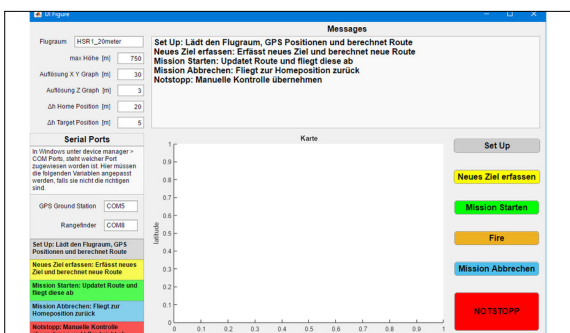 UI Figure
Messages
Flugraum HSR1_20meter
max Höhe [m] 750
Auflösung X Y Graph [m] 30
Auflösung Z Graph [m] 3
Δh Home Position [m] 20
Δh Target Position [m] 5
Set Up: Lädt den Flugraum, GPS Positionen und berechnet Route
Neues Ziel erfassen: Erfässt neues Ziel und berechnet neue Route
Mission Starten: Updatet Route und fliegt diese ab
Mission Abbrechen: Fliegt zur Homeposition zurück
Notstopp: Manuelle Kontrolle übernehmen
Serial Ports
In Windows unter device manager >
COM Ports, steht welcher Port
zugewiesen worden ist. Hier müssen
die folgenden Variablen angepasst
werden, falls sie nicht die richtigen
sind.
GPS Ground Station COM5
Rangefinder COM8
Set Up: Lädt den Flugraum, GPS
Positionen und berechnet Route
Neues Ziel erfassen: Erfässt neues
Ziel und berechnet neue Route
Mission Starten: Updatet Route und
fliegt diese ab
Mission Abbrechen: Fliegt zur
Homeposition zurück
Notstopp: Manuelle Kontrolle
Karte
latitude
1
0.9
0.8
0.7
0.6
0.5
0.4
0.3
0.2
0.1
0
0 0.1 0.2 0.3 0.4 0.5 0.6 0.7 0.8 0.9 1
Set Up
Neues Ziel erfassen
Mission Starten
Fire
Mission Abbrechen
NOTSTOPP